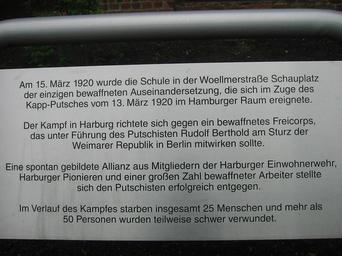 Am 15. März 1920 wurde die Schule in der Woellmerstraße Schauplatz
der einzigen bewaffneten Auseinandersetzung, die sich im Zuge des
Kapp-Putsches vom 13. März 1920 im Hamburger Raum ereignete.
Der Kampf in Harburg richtete sich gegen ein bewaffnetes Freicorps,
das unter Führung des Putschisten Rudolf Berthold am Sturz der
Weimarer Republik in Berlin mitwirken sollte.
Eine spontan gebildete Allianz aus Mitgliedern der Harburger Einwohnerwehr,
Harburger Pionieren und einer großen Zahl bewaffneter Arbeiter stellte
sich den Putschisten erfolgreich entgegen.
Im Verlauf des Kampfes starben insgesamt 25 Menschen und mehr als
50 Personen wurden teilweise schwer verwundet.